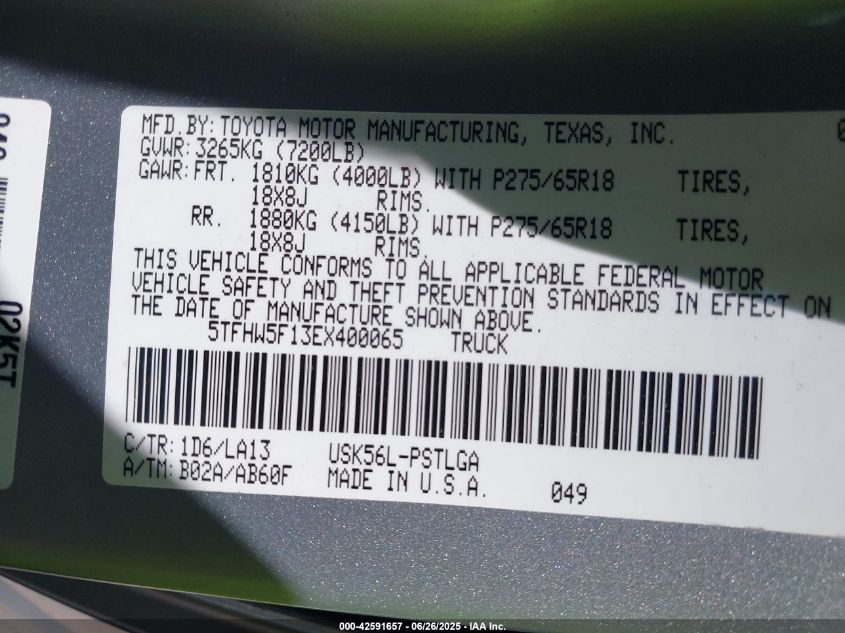 MFD.BY: TOYOTA MOTOR MANUFACTURING, TEXAS, INC.
GVWR: 3265KG (7200LB)
GAWR: FRT. 1810KG (4000LB) WITH P275/65R18 TIRES,
18X8J RIMS.
RR. 1880KG (4150LB) WITH P275/65R18 TIRES,
18X8J RIMS.
THIS VEHICLE CONFORMS TO ALL APPLICABLE FEDERAL MOTOR
VEHICLE SAFETY AND THEFT PREVENTION STANDARDS IN EFFECT ON
THE DATE OF MANUFACTURE SHOWN ABOVE.
5TFHW5F13EX400065 TRUCK
C/TR: 1D6/LA13 USK56L-PSTLGA
A/TM: B02A/AB60F MADE IN U.S.A. 049
02K5T
000-42591657 - 06/26/2025 - IAA Inc.